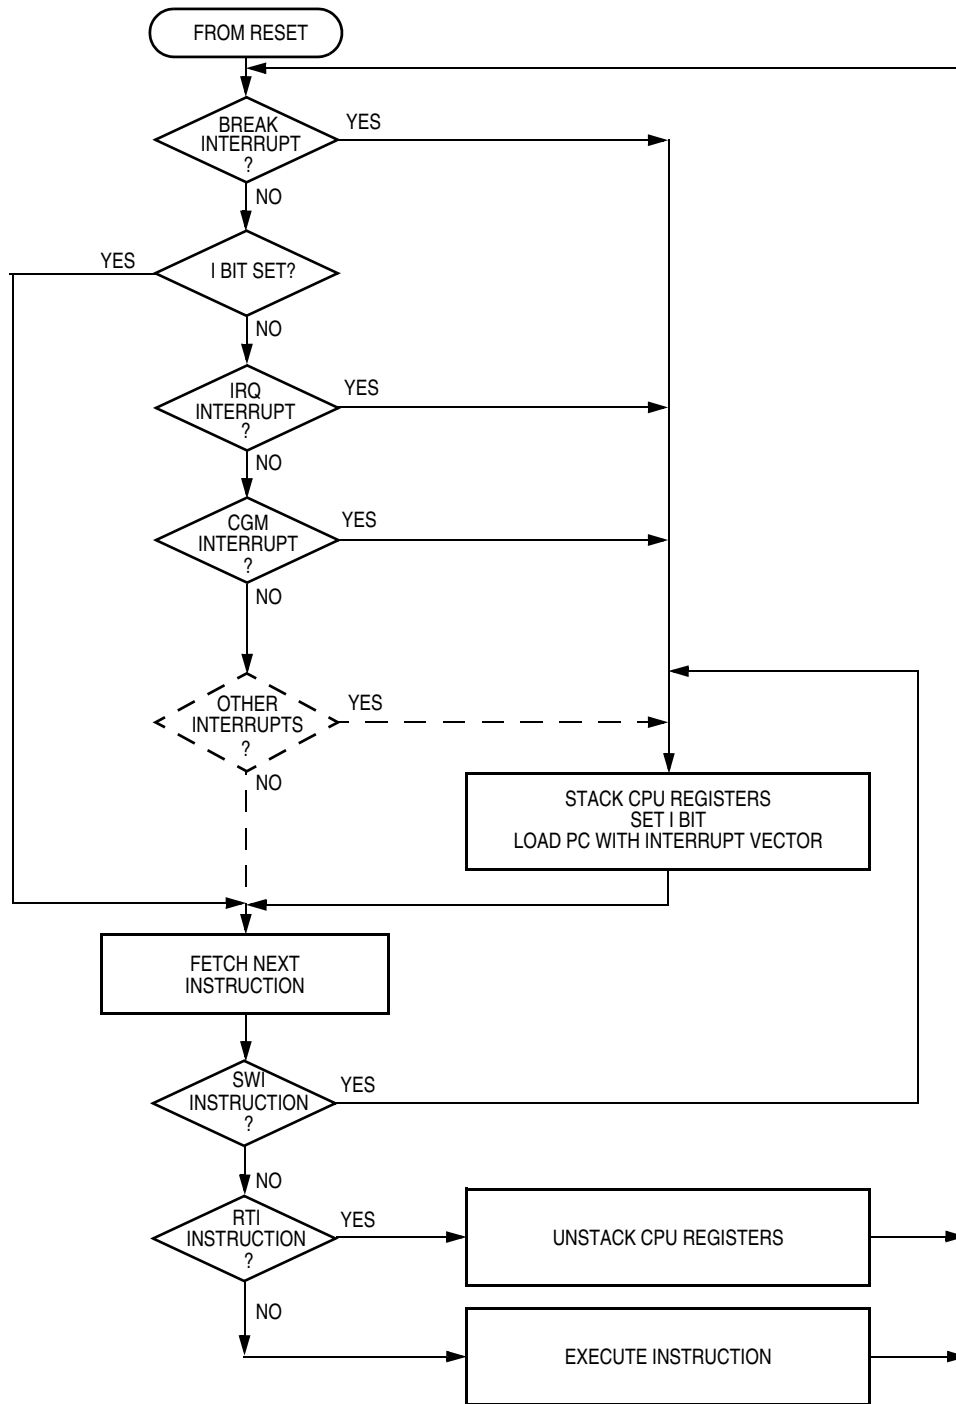 FROM RESET
BREAK
INTERRUPT
?
YES
NO
YES
I BIT SET?
NO
IRQ
INTERRUPT
?
YES
NO
CGM
INTERRUPT
?
YES
NO
OTHER
INTERRUPTS
?
YES
NO
STACK CPU REGISTERS
SET I BIT
LOAD PC WITH INTERRUPT VECTOR
FETCH NEXT
INSTRUCTION
SWI
INSTRUCTION
?
YES
NO
RTI
INSTRUCTION
?
YES
UNSTACK CPU REGISTERS
NO
EXECUTE INSTRUCTION